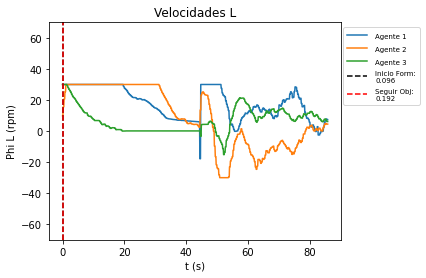 Velocidades L
Phi L (rpm)
60
40
20
0
−20
−40
−60
0
20
40
60
80
t (s)
Agente 1
Agente 2
Agente 3
Inicio Form:
0.096
Seguir Obj:
0.192